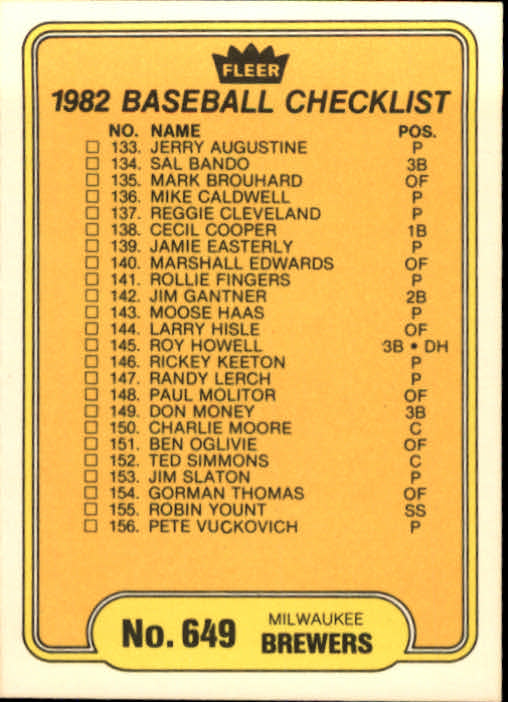 FLEER
1982 BASEBALL CHECKLIST
NO. NAME POS.
133. JERRY AUGUSTINE P
134. SAL BANDO 3B
135. MARK BROUHARD OF
136. MIKE CALDWELL P
137. REGGIE CLEVELAND P
138. CECIL COOPER 1B
139. JAMIE EASTERLY P
140. MARSHALL EDWARDS OF
141. ROLLIE FINGERS P
142. JIM GANTNER 2B
143. MOOSE HAAS P
144. LARRY HISLE OF
145. ROY HOWELL 3B • DH
146. RICKEY KEETON P
147. RANDY LERCH P
148. PAUL MOLITOR OF
149. DON MONEY 3B
150. CHARLIE MOORE C
151. BEN OGLIVIE OF
152. TED SIMMONS C
153. JIM SLATON P
154. GORMAN THOMAS OF
155. ROBIN YOUNT SS
156. PETE VUCKOVICH P
No. 649
MILWAUKEE
BREWERS